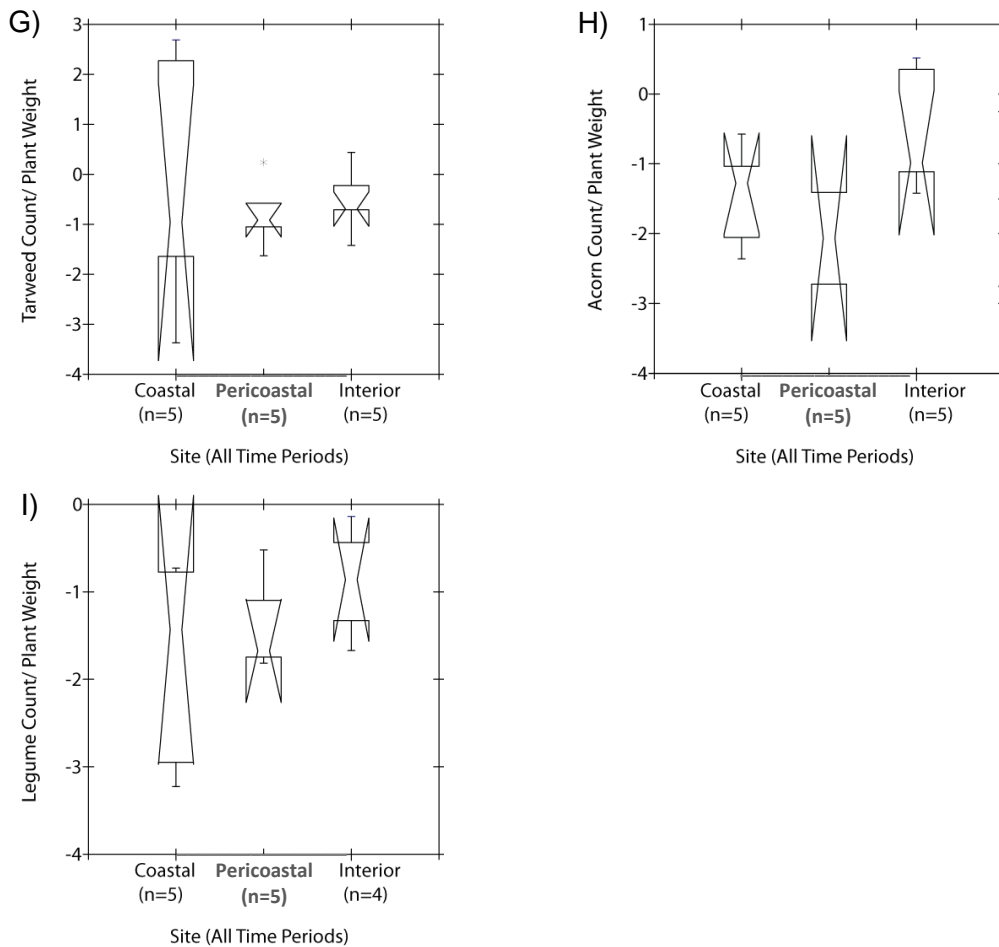 G)
Tarweed Count/ Plant Weight
3
2
1
0
-1
-2
-3
-4
Coastal Pericoastal Interior
(n=5) (n=5) (n=5)
Site (All Time Periods)
H)
Acorn Count/ Plant Weight
1
0
-1
-2
-3
-4
Coastal Pericoastal Interior
(n=5) (n=5) (n=5)
Site (All Time Periods)
I)
Legume Count/ Plant Weight
0
-1
-2
-3
-4
Coastal Pericoastal Interior
(n=5) (n=5) (n=4)
Site (All Time Periods)